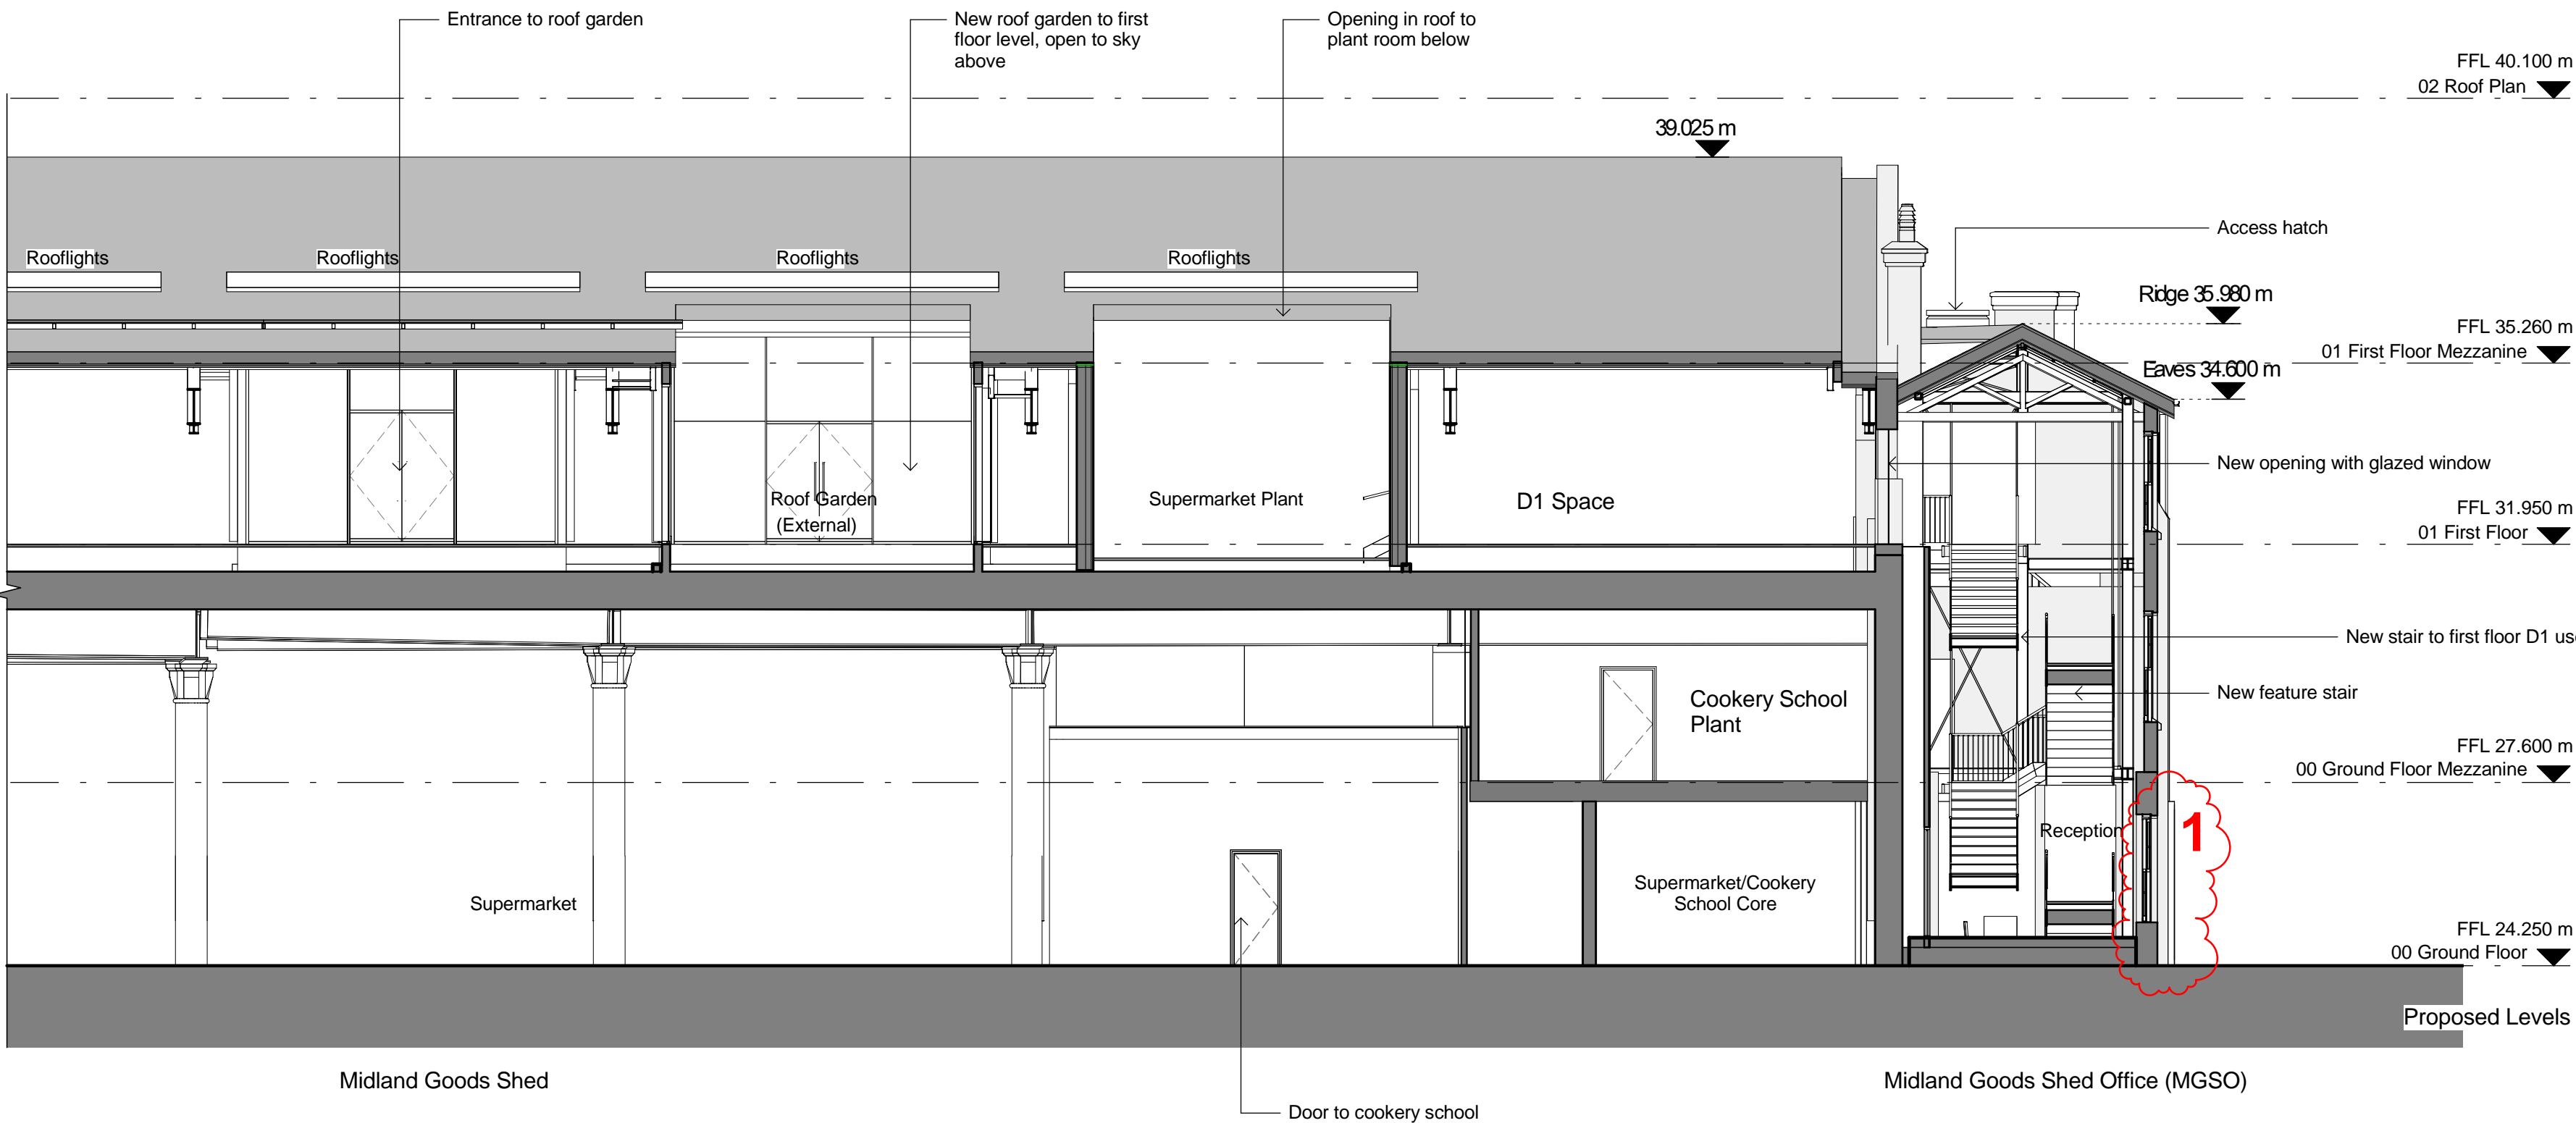 Entrance to roof garden
New roof garden to first
floor level, open to sky
above
Opening in roof to
plant room below
FFL 40.100 m
02 Roof Plan
39.025 m
Access hatch
Rooflights
Rooflights
Rooflights
Rooflights
Ridge 35.980 m
FFL 35.260 m
01 First Floor Mezzanine
Eaves 34.600 m
New opening with glazed window
Roof Garden
(External)
Supermarket Plant
D1 Space
FFL 31.950 m
01 First Floor
New stair to first floor D1 us
Cookery School
Plant
New feature stair
FFL 27.600 m
00 Ground Floor Mezzanine
Reception
1
Supermarket
Supermarket/Cookery
School Core
FFL 24.250 m
00 Ground Floor
Proposed Levels
Midland Goods Shed
Midland Goods Shed Office (MGSO)
Door to cookery school